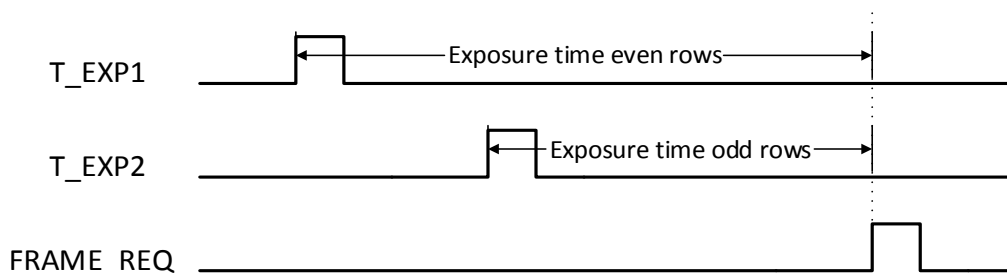 Exposure time even rows
T_EXP1
Exposure time odd rows
T_EXP2
FRAME_REQ